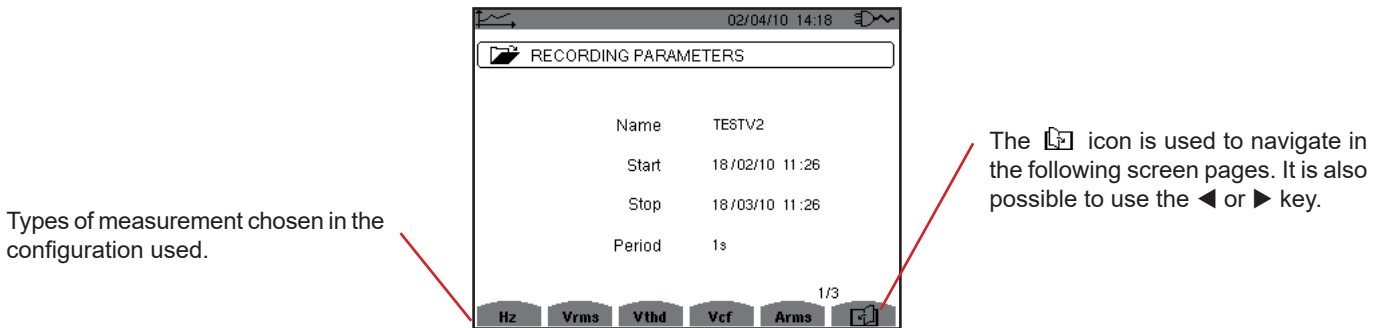 02/04/10 14:18
RECORDING PARAMETERS
Name TESTV2
Start 18/02/10 11:26
Stop 18/03/10 11:26
Period 1s
1/3
Hz Vrms Vthd Vcf Arms
Types of measurement chosen in the
configuration used.
The icon is used to navigate in
the following screen pages. It is also
possible to use the ◄ or ► key.